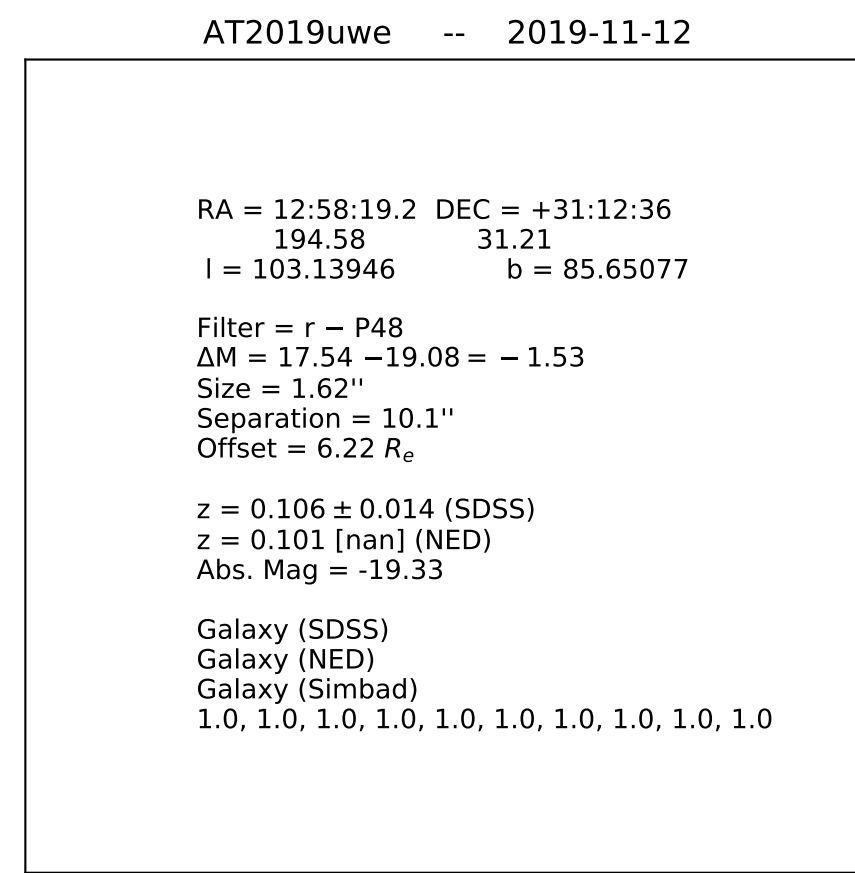 AT2019uwe -- 2019-11-12
RA = 12:58:19.2 DEC = +31:12:36
194.58 31.21
l = 103.13946 b = 85.65077
Filter = r − P48
ΔM = 17.54 −19.08 = − 1.53
Size = 1.62''
Separation = 10.1''
Offset = 6.22 Re
z = 0.106 ± 0.014 (SDSS)
z = 0.101 [nan] (NED)
Abs. Mag = -19.33
Galaxy (SDSS)
Galaxy (NED)
Galaxy (Simbad)
1.0, 1.0, 1.0, 1.0, 1.0, 1.0, 1.0, 1.0, 1.0, 1.0